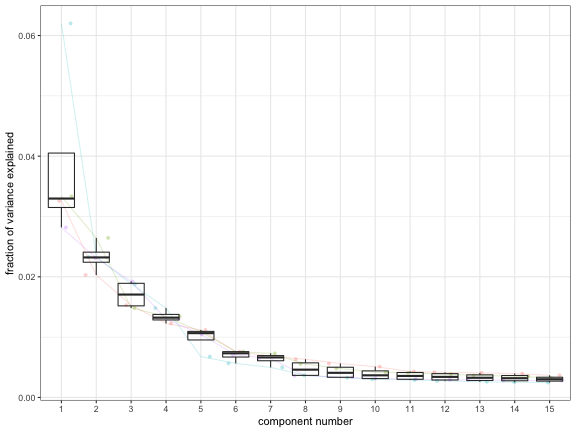 fraction of variance explained
0.06
0.04
0.02
0.00
1 2 3 4 5 6 7 8 9 10 11 12 13 14 15
component number